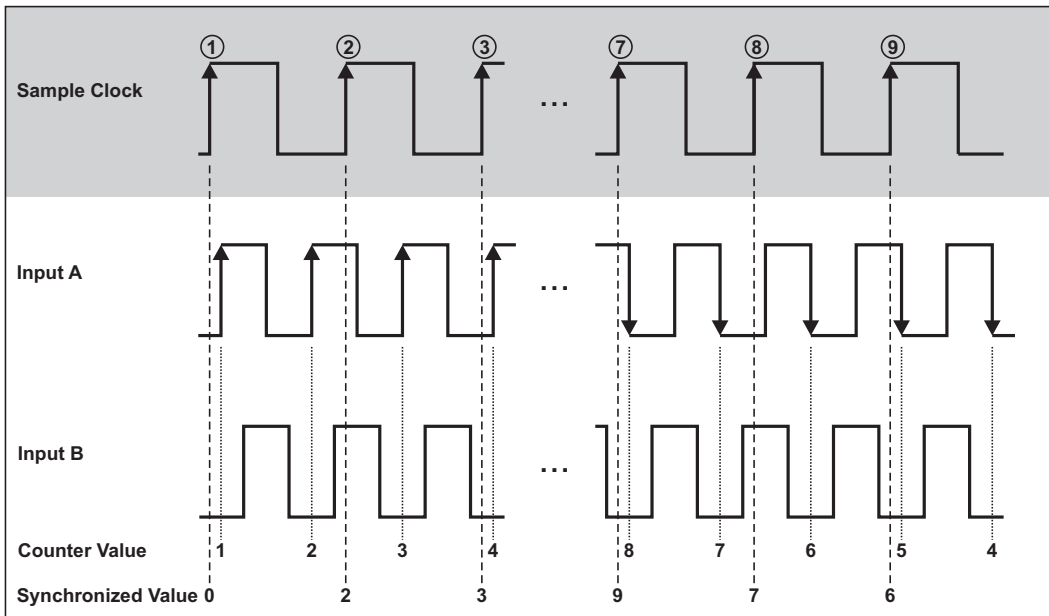 ① ② ③ ⑦ ⑧ ⑨
Sample Clock ...
Input A ...
Input B ...
Counter Value 1 2 3 4 8 7 6 5 4
Synchronized Value 0 2 3 9 7 6